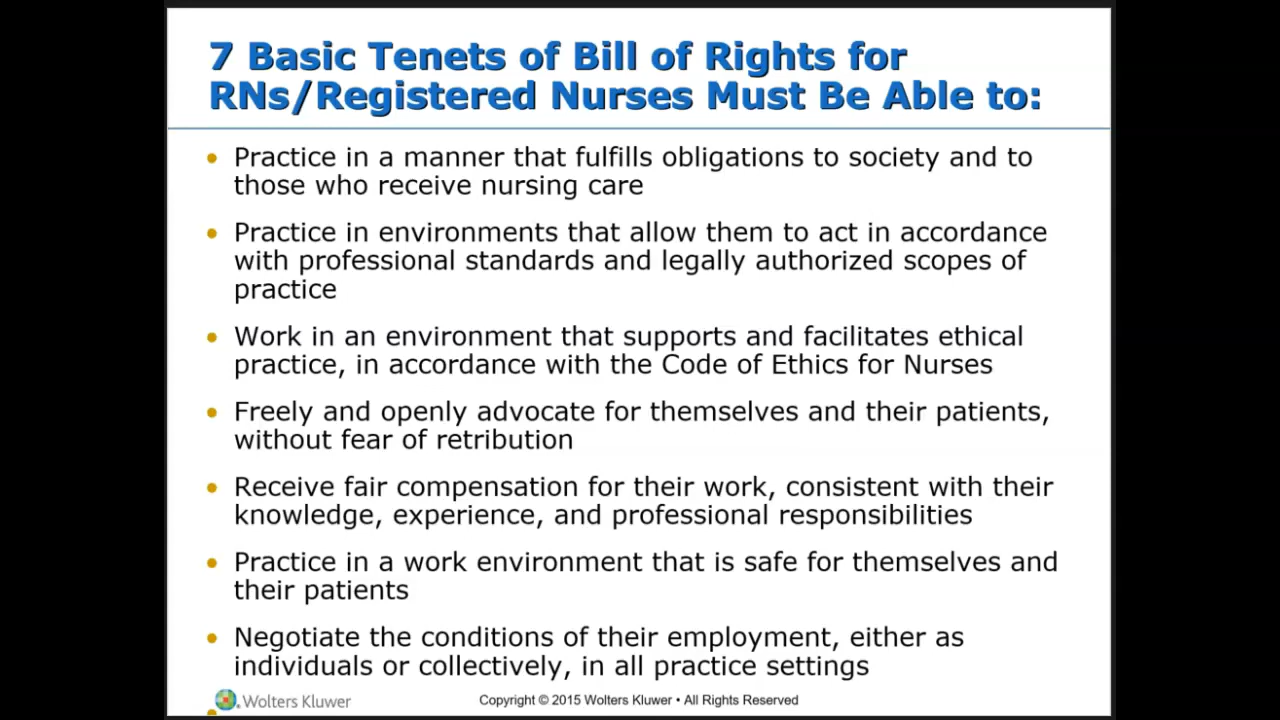 7 Basic Tenets of Bill of Rights for
RNs/Registered Nurses Must Be Able to:
• Practice in a manner that fulfills obligations to society and to
those who receive nursing care
• Practice in environments that allow them to act in accordance
with professional standards and legally authorized scopes of
practice
• Work in an environment that supports and facilitates ethical
practice, in accordance with the Code of Ethics for Nurses
• Freely and openly advocate for themselves and their patients,
without fear of retribution
• Receive fair compensation for their work, consistent with their
knowledge, experience, and professional responsibilities
• Practice in a work environment that is safe for themselves and
their patients
• Negotiate the conditions of their employment, either as
individuals or collectively, in all practice settings
Wolters Kluwer Copyright © 2015 Wolters Kluwer • All Rights Reserved